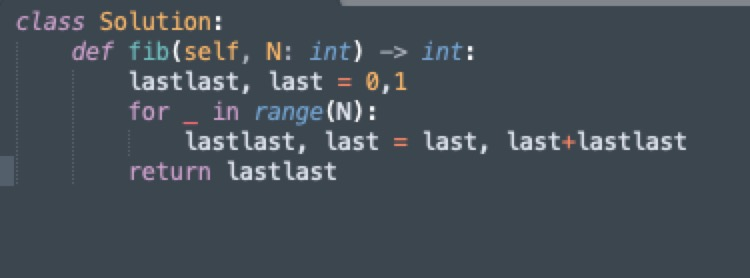 class Solution:
    def fib(self, N: int) -> int:
        lastlast, last = 0,1
        for _ in range(N):
            lastlast, last = last, last+lastlast
        return lastlast